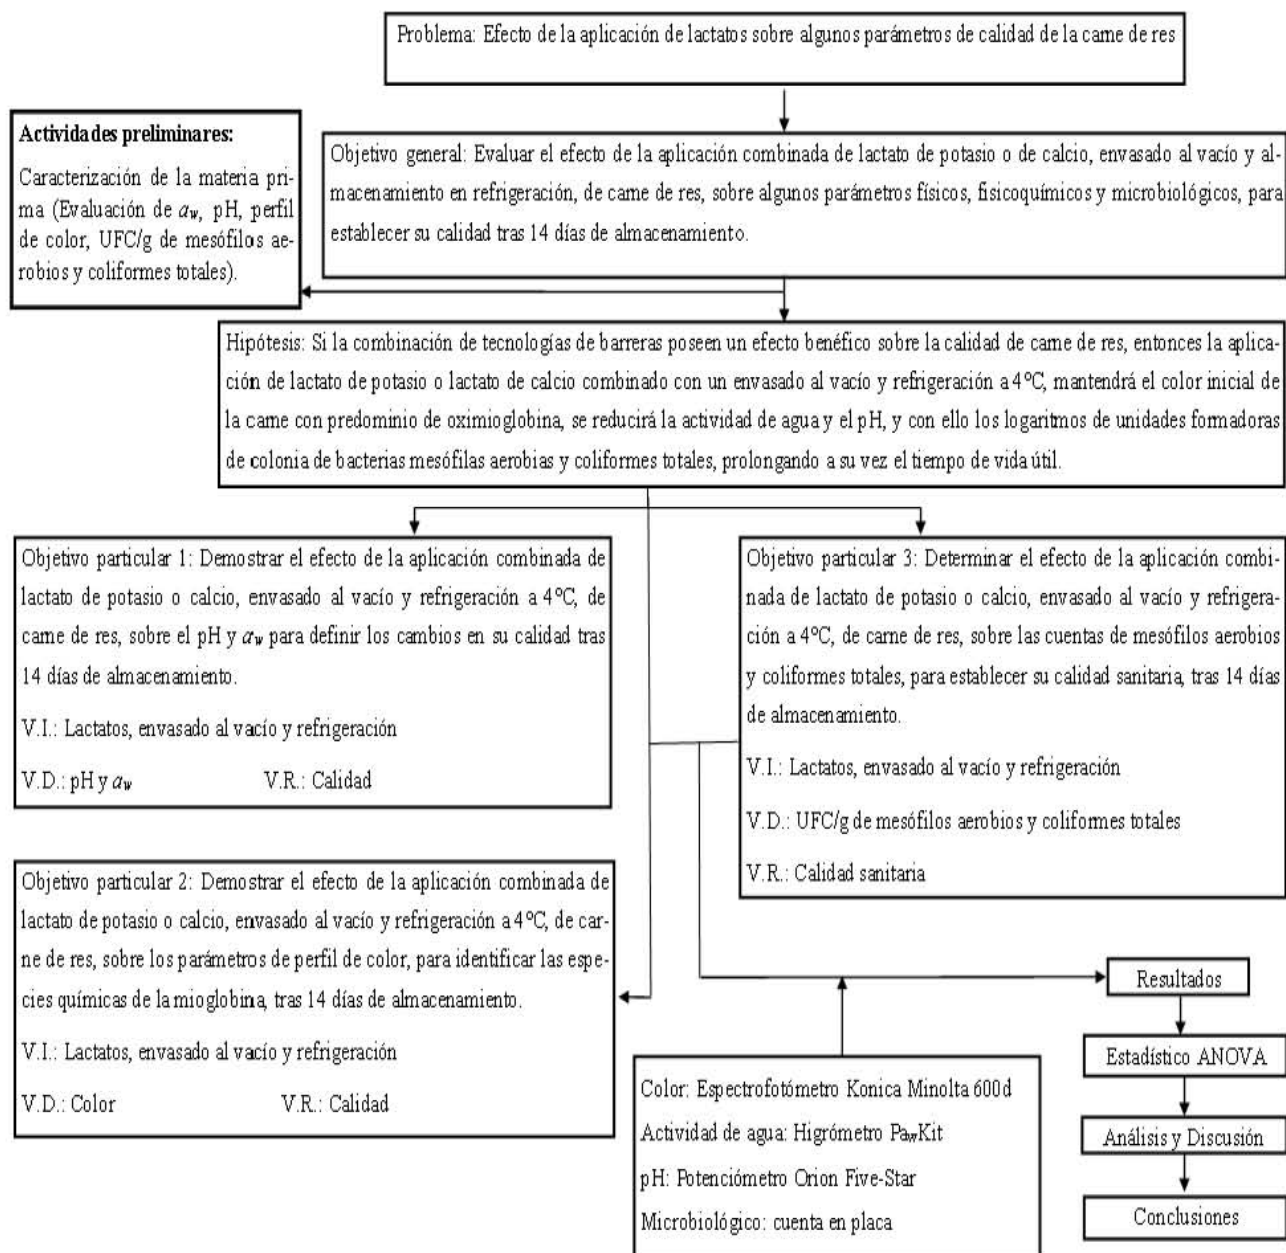 Problema: Efecto de la aplicación de lactatos sobre algunos parámetros de calidad de la carne de res
Actividades preliminares:
Caracterización de la materia pri-
ma (Evaluación de aw, pH, perfil
de color, UFC/g de mesófilos ae-
robios y coliformes totales).
Objetivo general: Evaluar el efecto de la aplicación combinada de lactato de potasio o de calcio, envasado al vacío y al-
macenamiento en refrigeración, de carne de res, sobre algunos parámetros físicos, fisicoquímicos y microbiológicos, para
establecer su calidad tras 14 días de almacenamiento.
Hipótesis: Si la combinación de tecnologías de barreras poseen un efecto benéfico sobre la calidad de carne de res, entonces la aplica-
ción de lactato de potasio o lactato de calcio combinado con un envasado al vacío y refrigeración a 4°C, mantendrá el color inicial de
la carne con predominio de oximioglobina, se reducirá la actividad de agua y el pH, y con ello los logaritmos de unidades formadoras
de colonia de bacterias mesófilas aerobias y coliformes totales, prolongando a su vez el tiempo de vida útil.
Objetivo particular 1: Demostrar el efecto de la aplicación combinada de
lactato de potasio o calcio, envasado al vacío y refrigeración a 4°C, de
carne de res, sobre el pH y aw para definir los cambios en su calidad tras
14 días de almacenamiento.
V.I.: Lactatos, envasado al vacío y refrigeración
V.D.: pH y aw V.R.: Calidad
Objetivo particular 3: Determinar el efecto de la aplicación combi-
nada de lactato de potasio o calcio, envasado al vacío y refrigera-
ción a 4°C, de carne de res, sobre las cuentas de mesófilos aerobios
y coliformes totales, para establecer su calidad sanitaria, tras 14 días
de almacenamiento.
V.I.: Lactatos, envasado al vacío y refrigeración
V.D.: UFC/g de mesófilos aerobios y coliformes totales
V.R.: Calidad sanitaria
Objetivo particular 2: Demostrar el efecto de la aplicación combinada de
lactato de potasio o calcio, envasado al vacío y refrigeración a 4°C, de car-
ne de res, sobre los parámetros de perfil de color, para identificar las espe-
cies químicas de la mioglobina, tras 14 días de almacenamiento.
V.I.: Lactatos, envasado al vacío y refrigeración
V.D.: Color V.R.: Calidad
Color: Espectrofotómetro Konica Minolta 600d
Actividad de agua: Higrómetro PawKit
pH: Potenciómetro Orion Five-Star
Microbiológico: cuenta en placa
Resultados
Estadístico ANOVA
Análisis y Discusión
Conclusiones